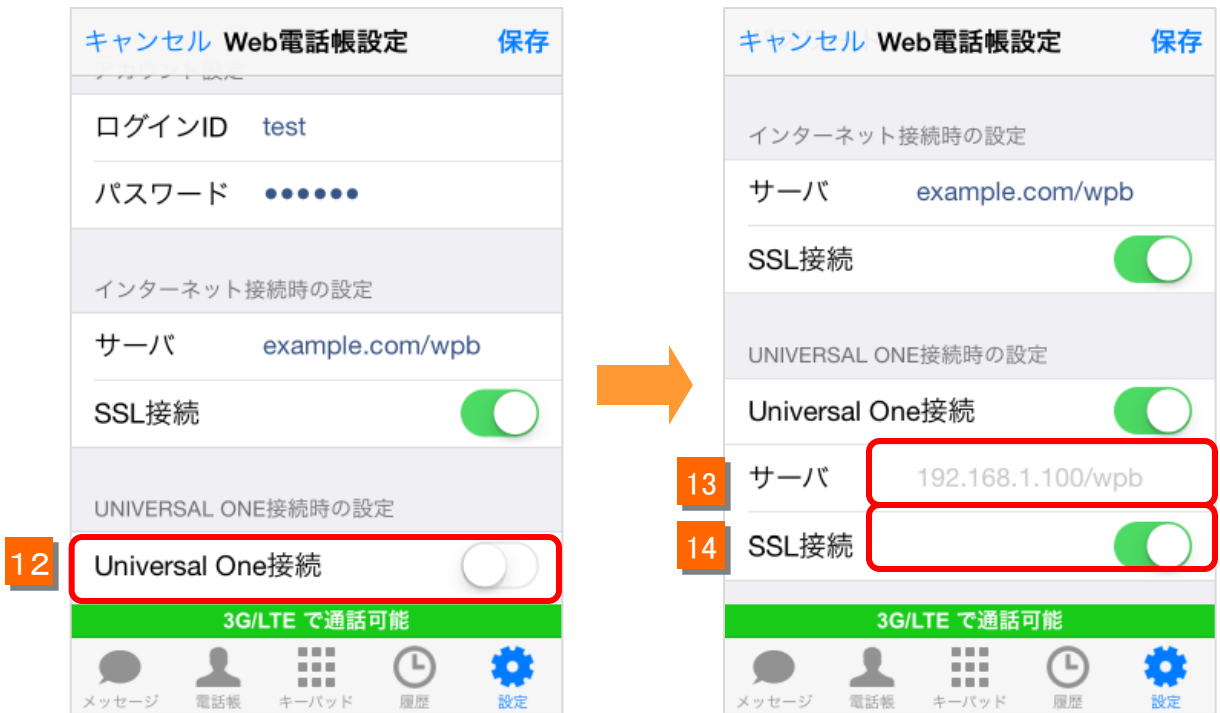 キャンセル Web電話帳設定 保存
アカウント設定
ログインID test
パスワード ●●●●●●
インターネット接続時の設定
サーバ example.com/wpb
SSL接続
UNIVERSAL ONE接続時の設定
12
Universal One接続
3G/LTE で通話可能
メッセージ 電話帳 キーパッド 履歴 設定
キャンセル Web電話帳設定 保存
インターネット接続時の設定
サーバ example.com/wpb
SSL接続
UNIVERSAL ONE接続時の設定
Universal One接続
13
サーバ 192.168.1.100/wpb
14
SSL接続
3G/LTE で通話可能
メッセージ 電話帳 キーパッド 履歴 設定